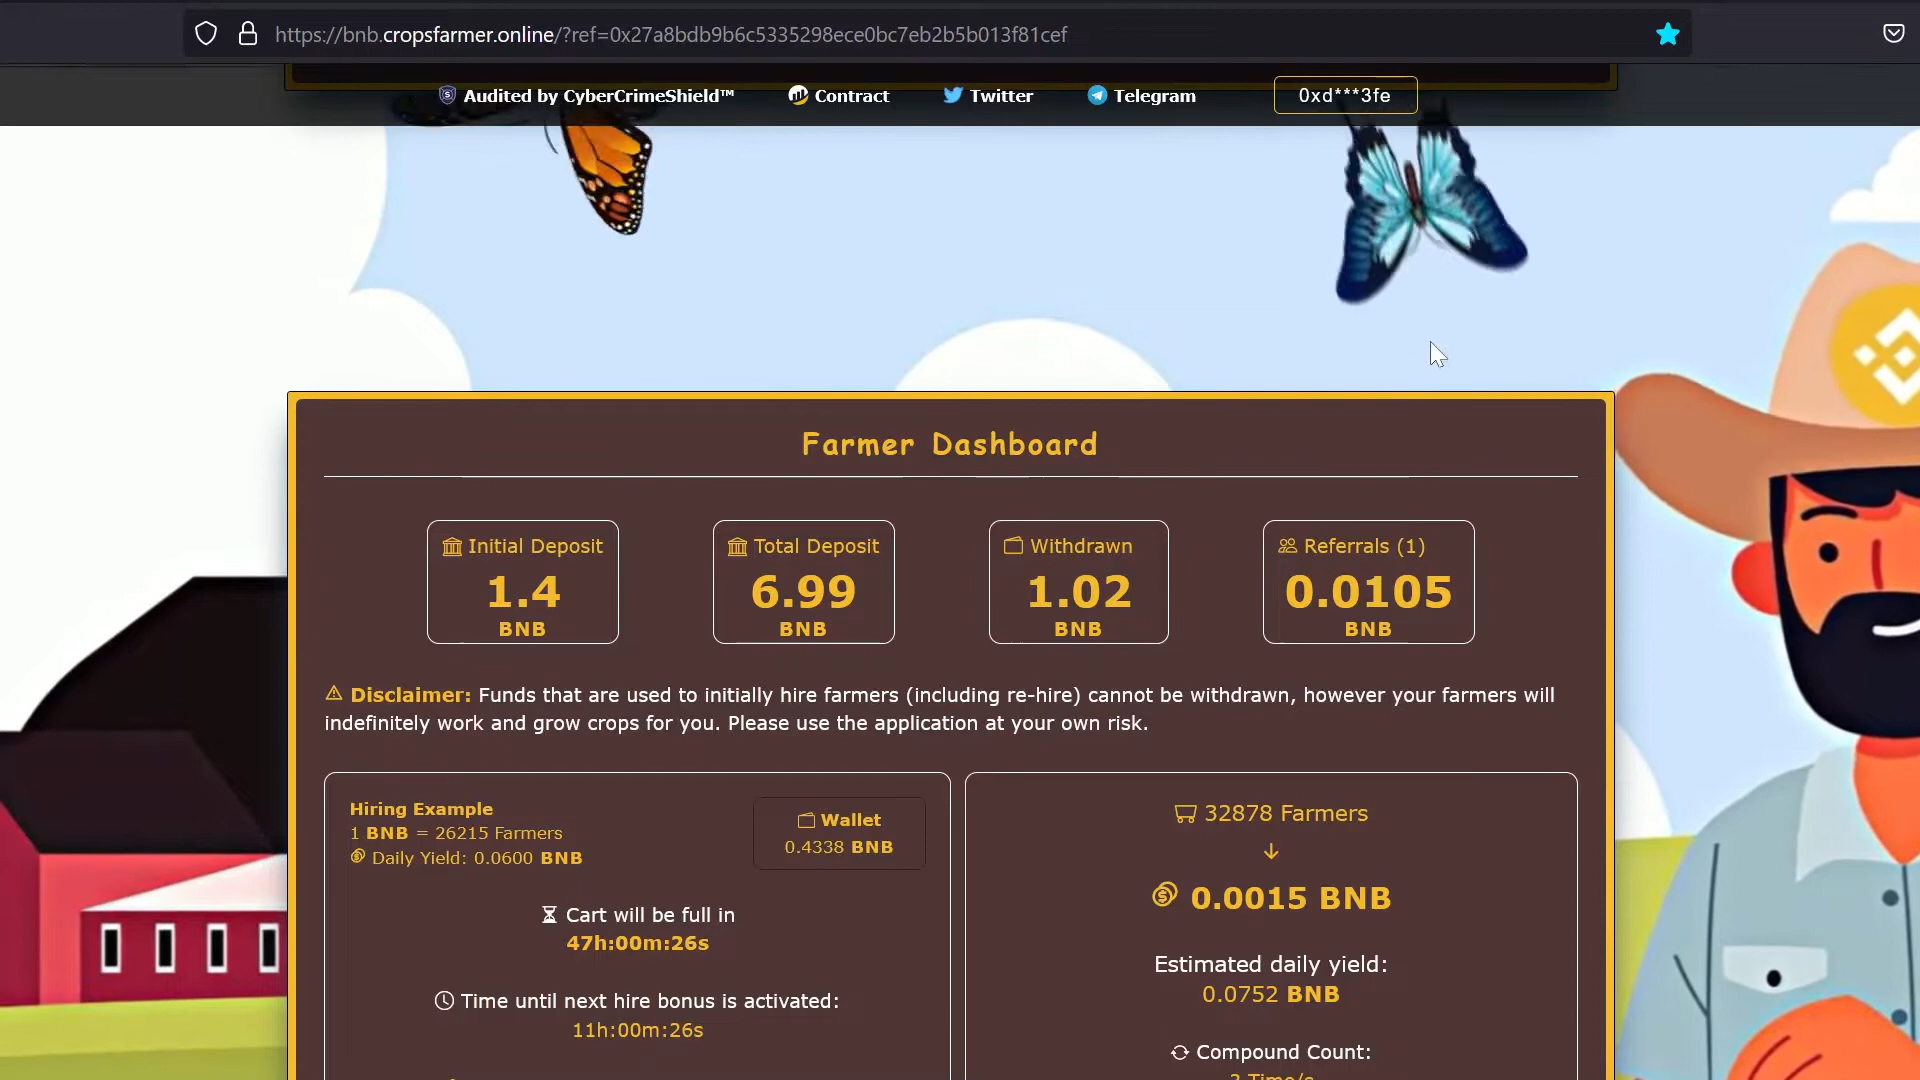 https://bnb.cropsfarmer.online/?ref=0x27a8bdb9b6c5335298ece0bc7eb2b5b013f81cef
Audited by CyberCrimeShield™ Contract Twitter Telegram 0xd***3fe
Farmer Dashboard
Initial Deposit
1.4
BNB
Total Deposit
6.99
BNB
Withdrawn
1.02
BNB
Referrals (1)
0.0105
BNB
Disclaimer: Funds that are used to initially hire farmers (including re-hire) cannot be withdrawn, however your farmers will
indefinitely work and grow crops for you. Please use the application at your own risk.
Hiring Example
1 BNB = 26215 Farmers
Daily Yield: 0.0600 BNB
Wallet
0.4338 BNB
Cart will be full in
47h:00m:26s
Time until next hire bonus is activated:
11h:00m:26s
32878 Farmers
↓
0.0015 BNB
Estimated daily yield:
0.0752 BNB
Compound Count: